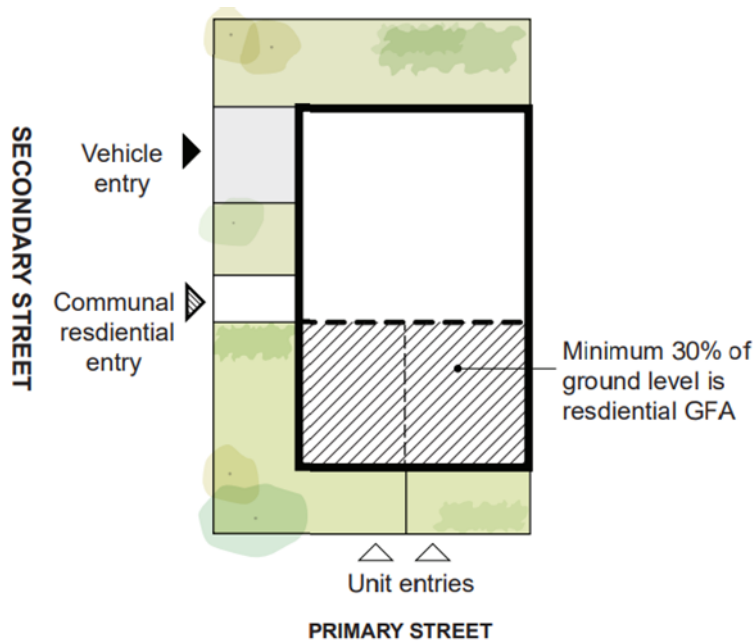 SECONDARY STREET
Vehicle
entry
Communal
resdiential
entry
Minimum 30% of
ground level is
resdiential GFA
Unit entries
PRIMARY STREET